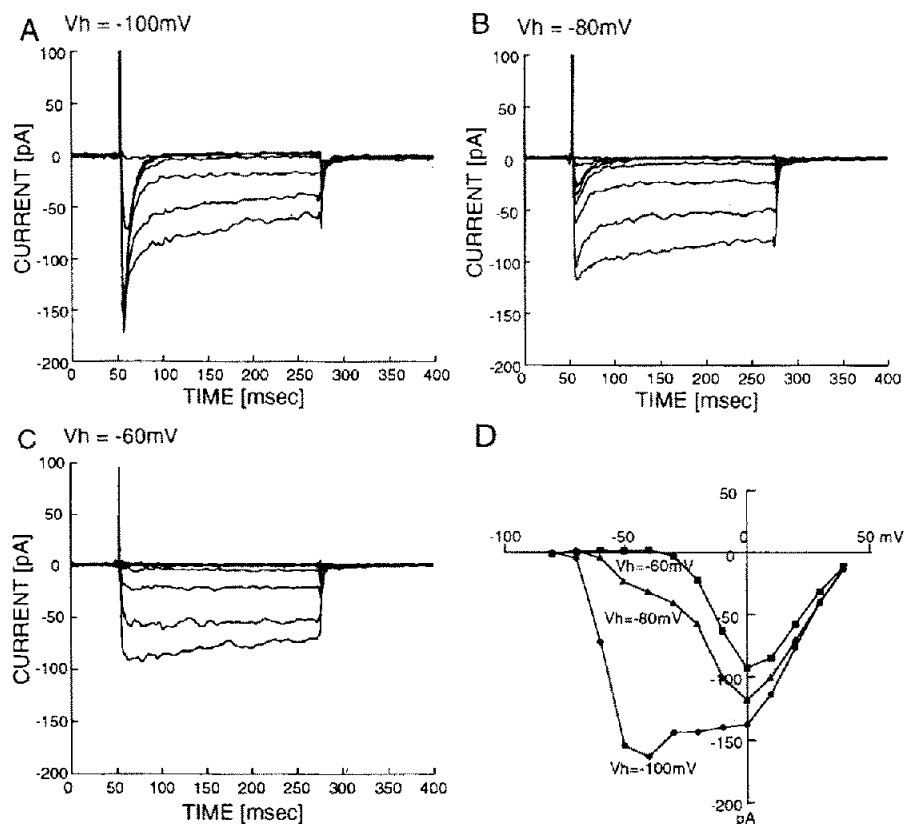 A Vh = -100mV
100
50
0
-50
-100
-150
-200
CURRENT [pA]
0 50 100 150 200 250 300 350 400
TIME [msec]
B Vh = -80mV
100
50
0
-50
-100
-150
-200
CURRENT [pA]
0 50 100 150 200 250 300 350 400
TIME [msec]
C Vh = -60mV
100
50
0
-50
-100
-150
-200
CURRENT [pA]
0 50 100 150 200 250 300 350 400
TIME [msec]
D
50
-100 -50 0 50 mV
Vh=-60mV
-50
Vh=-80mV
-100
-150
Vh=-100mV
-200
pA